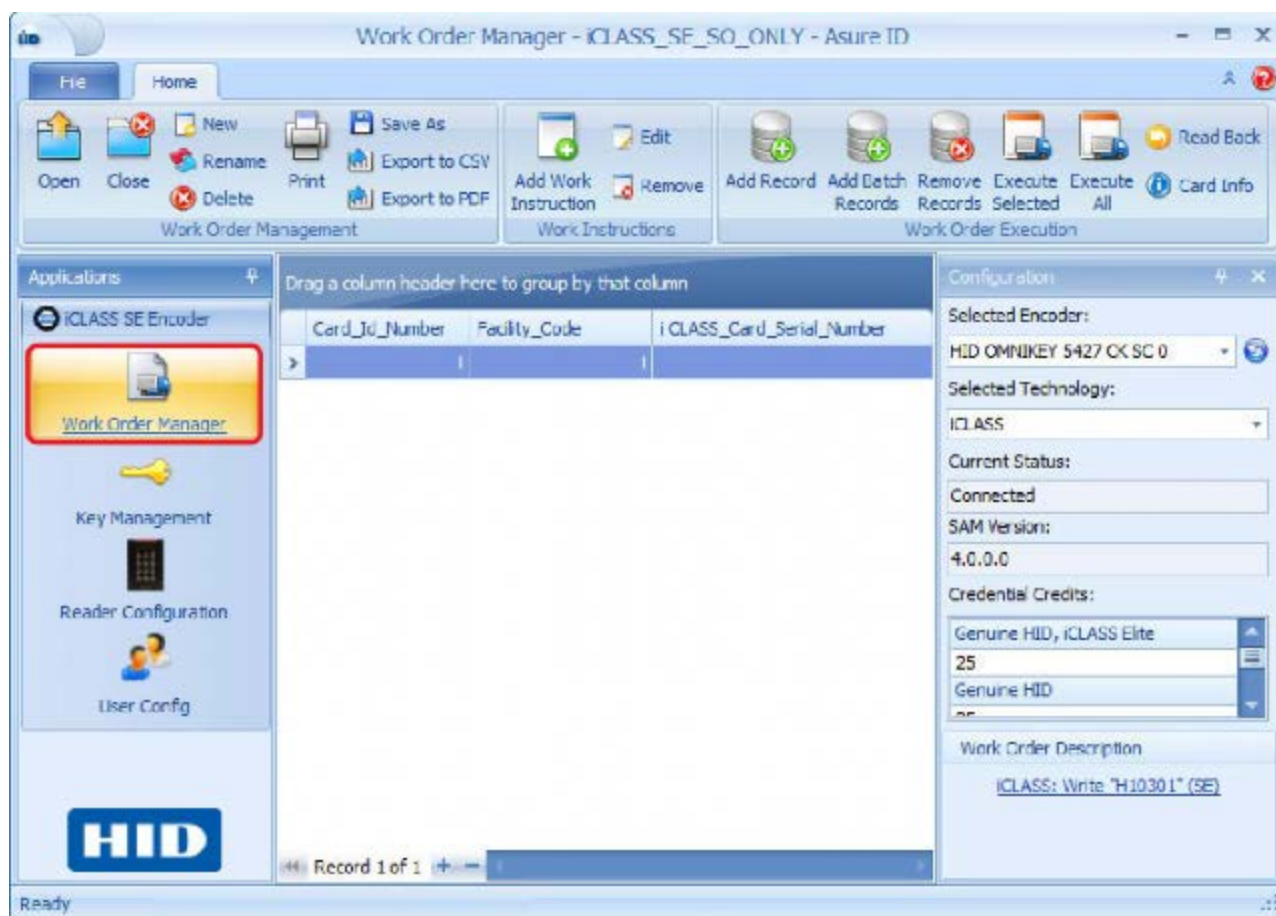 Work Order Manager - iCLASS_SE_SO_ONLY - Asure ID
File Home
Open
Close
New
Rename
Delete
Print
Save As
Export to CSV
Export to PDF
Work Order Management
Add Work Instruction
Edit
Remove
Work Instructions
Add Record
Add Batch Records
Remove Records
Execute Selected
Execute All
Read Back
Card Info
Work Order Execution
Applications
iCLASS SE Encoder
Work Order Manager
Key Management
Reader Configuration
User Config
HID
Drag a column header here to group by that column
Card_Id_Number Facility_Code iCLASS_Card_Serial_Number
1 1
Record 1 of 1
Configuration
Selected Encoder:
HID OMNIKEY 5427 CK SC 0
Selected Technology:
iCLASS
Current Status:
Connected
SAM Version:
4.0.0.0
Credential Credits:
Genuine HID, iCLASS Elite
25
Genuine HID
Work Order Description
iCLASS: Write "H10301" (SE)
Ready